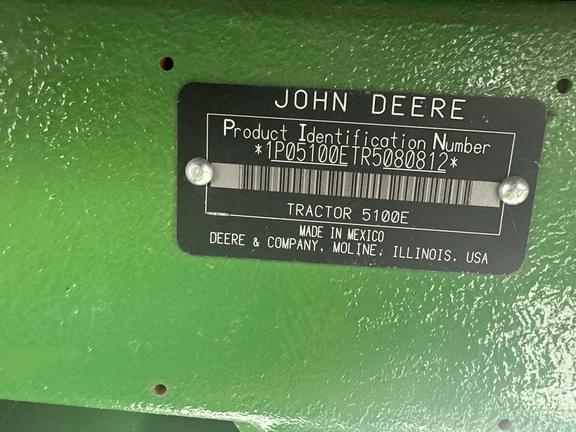 JOHN DEERE
Product Identification Number
*1P05100ETR5080812*
TRACTOR 5100E
MADE IN MEXICO
DEERE & COMPANY, MOLINE, ILLINOIS, USA